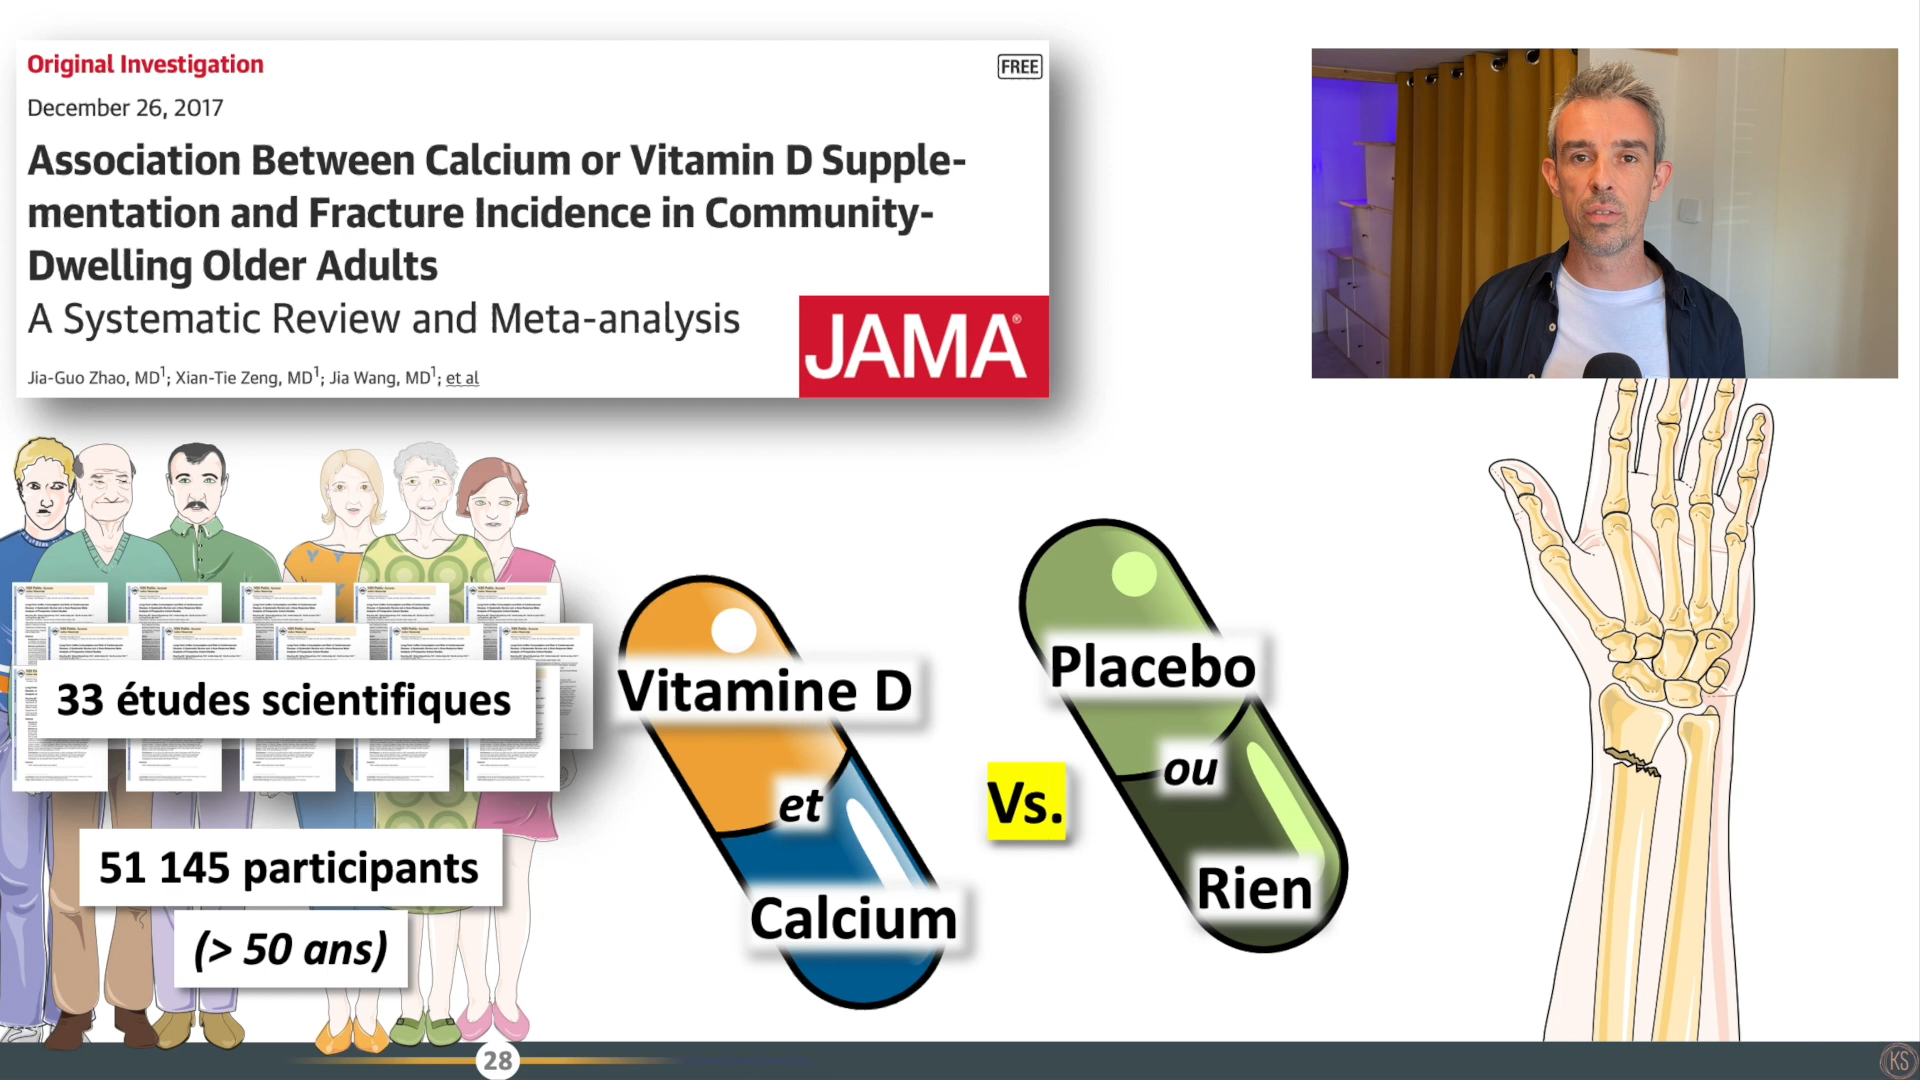 Original Investigation
FREE
December 26, 2017
Association Between Calcium or Vitamin D Supple-
mentation and Fracture Incidence in Community-
Dwelling Older Adults
A Systematic Review and Meta-analysis
JAMA®
Jia-Guo Zhao, MD1; Xian-Tie Zeng, MD1; Jia Wang, MD1; et al
33 études scientifiques
51 145 participants
(> 50 ans)
Vitamine D
et
Calcium
Vs.
Placebo
ou
Rien
28
KS